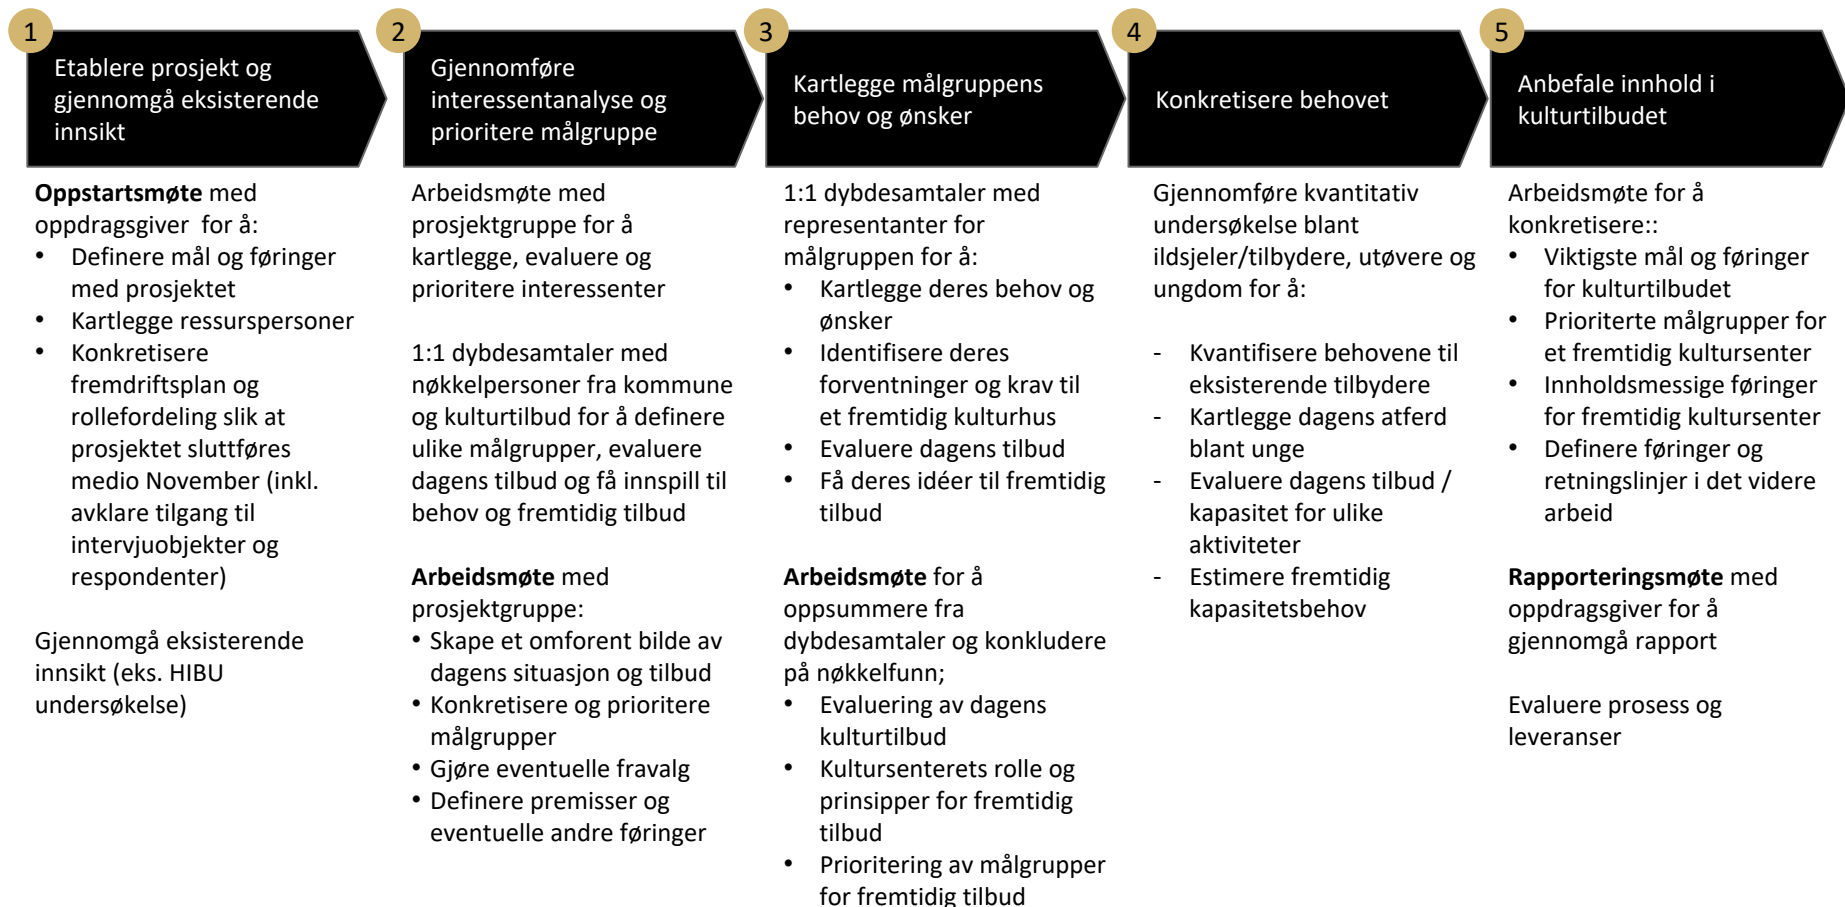 1
Etablere prosjekt og
gjennomgå eksisterende
innsikt
Oppstartsmøte med
oppdragsgiver  for å:
• Definere mål og føringer
med prosjektet
• Kartlegge ressurspersoner
• Konkretisere
fremdriftsplan og
rollefordeling slik at
prosjektet sluttføres
medio November (inkl.
avklare tilgang til
intervjuobjekter og
respondenter)
Gjennomgå eksisterende
innsikt (eks. HIBU
undersøkelse)
2
Gjennomføre
interessentanalyse og
prioritere målgruppe
Arbeidsmøte med
prosjektgruppe for å
kartlegge, evaluere og
prioritere interessenter
1:1 dybdesamtaler med
nøkkelpersoner fra kommune
og kulturtilbud for å definere
ulike målgrupper, evaluere
dagens tilbud og få innspill til
behov og fremtidig tilbud
Arbeidsmøte med
prosjektgruppe:
• Skape et omforent bilde av
dagens situasjon og tilbud
• Konkretisere og prioritere
målgrupper
• Gjøre eventuelle fravalg
• Definere premisser og
eventuelle andre føringer
3
Kartlegge målgruppens
behov og ønsker
1:1 dybdesamtaler med
representanter for
målgruppen for å:
• Kartlegge deres behov og
ønsker
• Identifisere deres
forventninger og krav til
et fremtidig kulturhus
• Evaluere dagens tilbud
• Få deres idéer til fremtidig
tilbud
Arbeidsmøte for å
oppsummere fra
dybdesamtaler og konkludere
på nøkkelfunn;
• Evaluering av dagens
kulturtilbud
• Kultursenterets rolle og
prinsipper for fremtidig
tilbud
• Prioritering av målgrupper
for fremtidig tilbud
4
Konkretisere behovet
Gjennomføre kvantitativ
undersøkelse blant
ildsjeler/tilbydere, utøvere og
ungdom for å:
- Kvantifisere behovene til
eksisterende tilbydere
- Kartlegge dagens atferd
blant unge
- Evaluere dagens tilbud /
kapasitet for ulike
aktiviteter
- Estimere fremtidig
kapasitetsbehov
5
Anbefale innhold i
kulturtilbudet
Arbeidsmøte for å
konkretisere::
• Viktigste mål og føringer
for kulturtilbudet
• Prioriterte målgrupper for
et fremtidig kultursenter
• Innholdsmessige føringer
for fremtidig kultursenter
• Definere føringer og
retningslinjer i det videre
arbeid
Rapporteringsmøte med
oppdragsgiver for å
gjennomgå rapport
Evaluere prosess og
leveranser